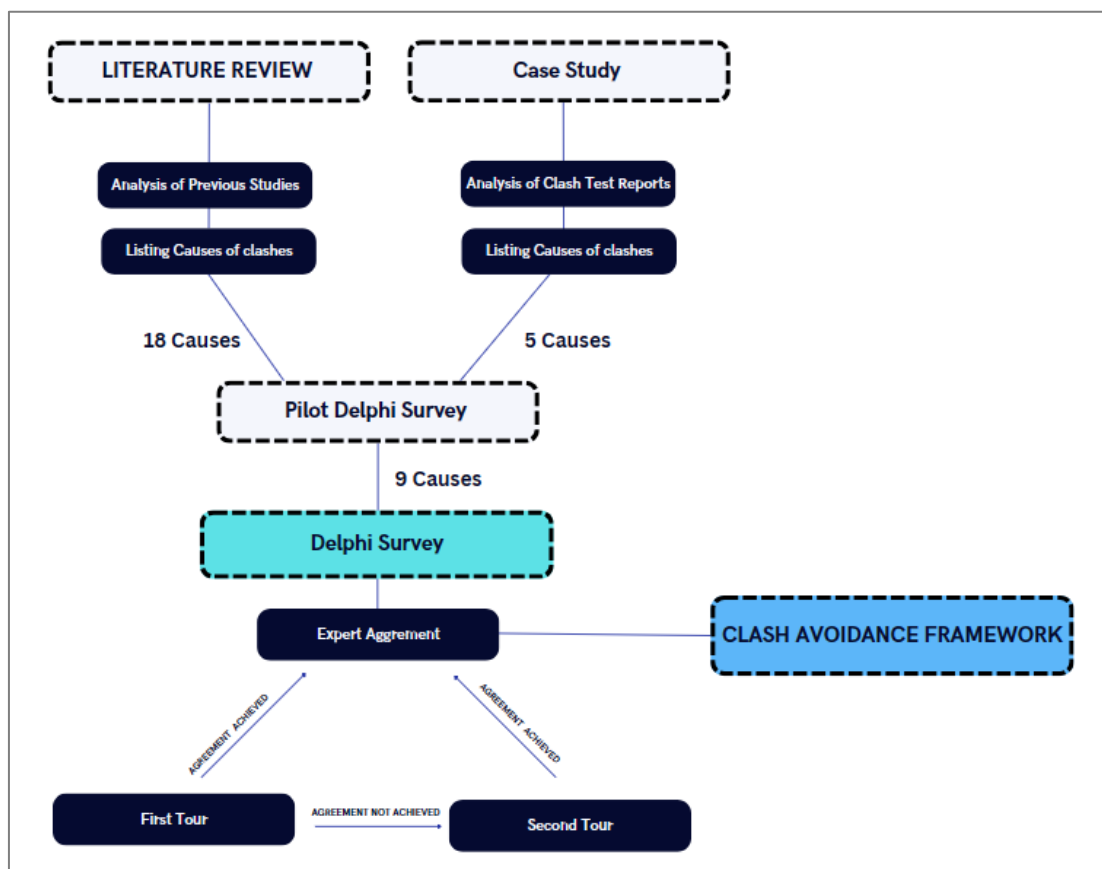 LITERATURE REVIEW
Case Study
Analysis of Previous Studies
Analysis of Clash Test Reports
Listing Causes of clashes
Listing Causes of clashes
18 Causes
5 Causes
Pilot Delphi Survey
9 Causes
Delphi Survey
Expert Aggrement
CLASH AVOIDANCE FRAMEWORK
AGREEMENT ACHIEVED
AGREEMENT ACHIEVED
First Tour
AGREEMENT NOT ACHIEVED
Second Tour